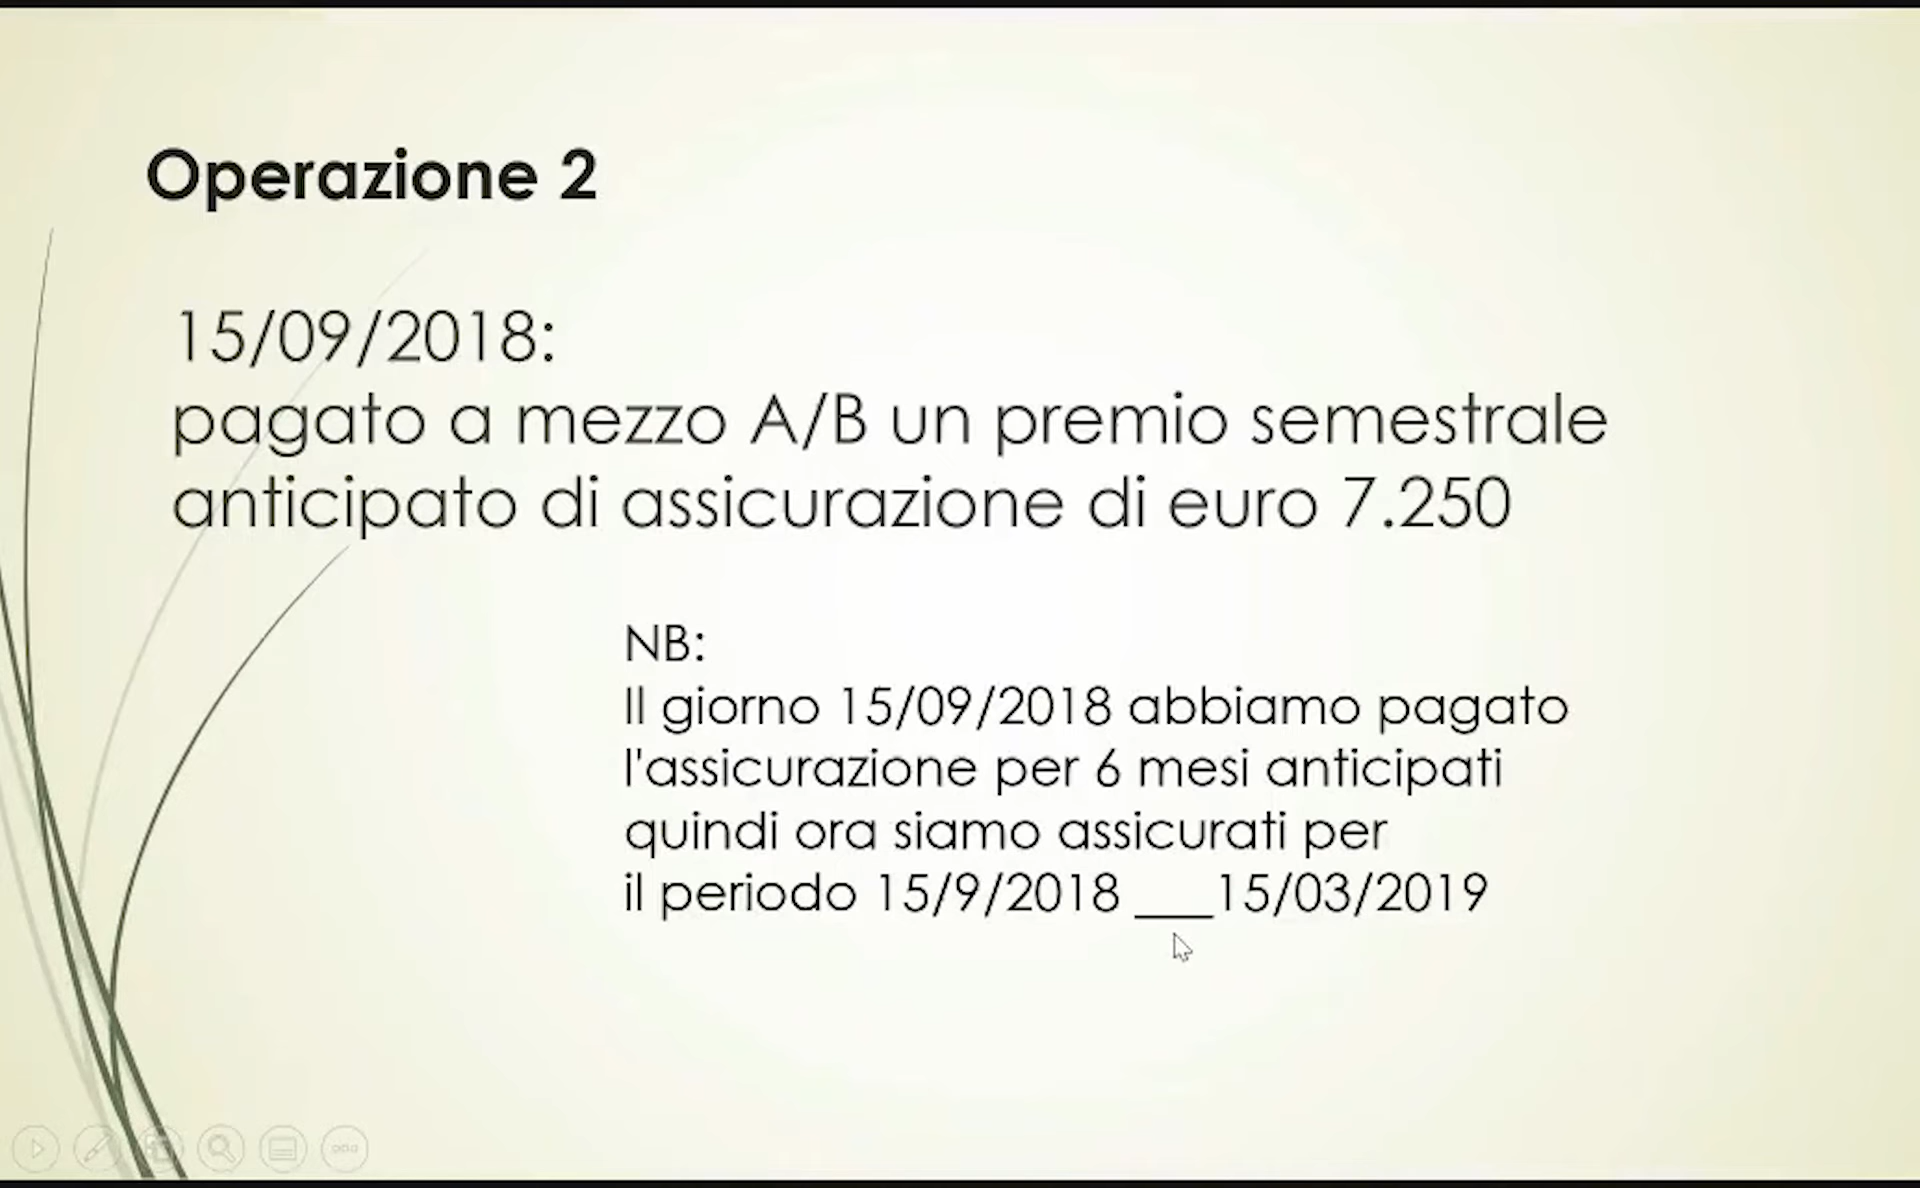 Operazione 2
15/09/2018:
pagato a mezzo A/B un premio semestrale
anticipato di assicurazione di euro 7.250
NB:
Il giorno 15/09/2018 abbiamo pagato
l'assicurazione per 6 mesi anticipati
quindi ora siamo assicurati per
il periodo 15/9/2018 ___15/03/2019